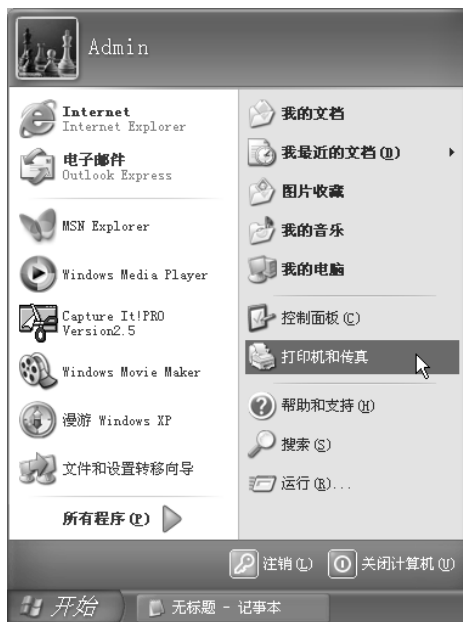 Admin
Internet
Internet Explorer
电子邮件
Outlook Express
MSN Explorer
Windows Media Player
Capture It!PRO
Version2.5
Windows Movie Maker
漫游 Windows XP
文件和设置转移向导
所有程序(P)
我的文档
我最近的文档(D)
图片收藏
我的音乐
我的电脑
控制面板(C)
打印机和传真
帮助和支持(H)
搜索(S)
运行(R)...
注销(L)
关闭计算机(U)
开始
无标题 - 记事本